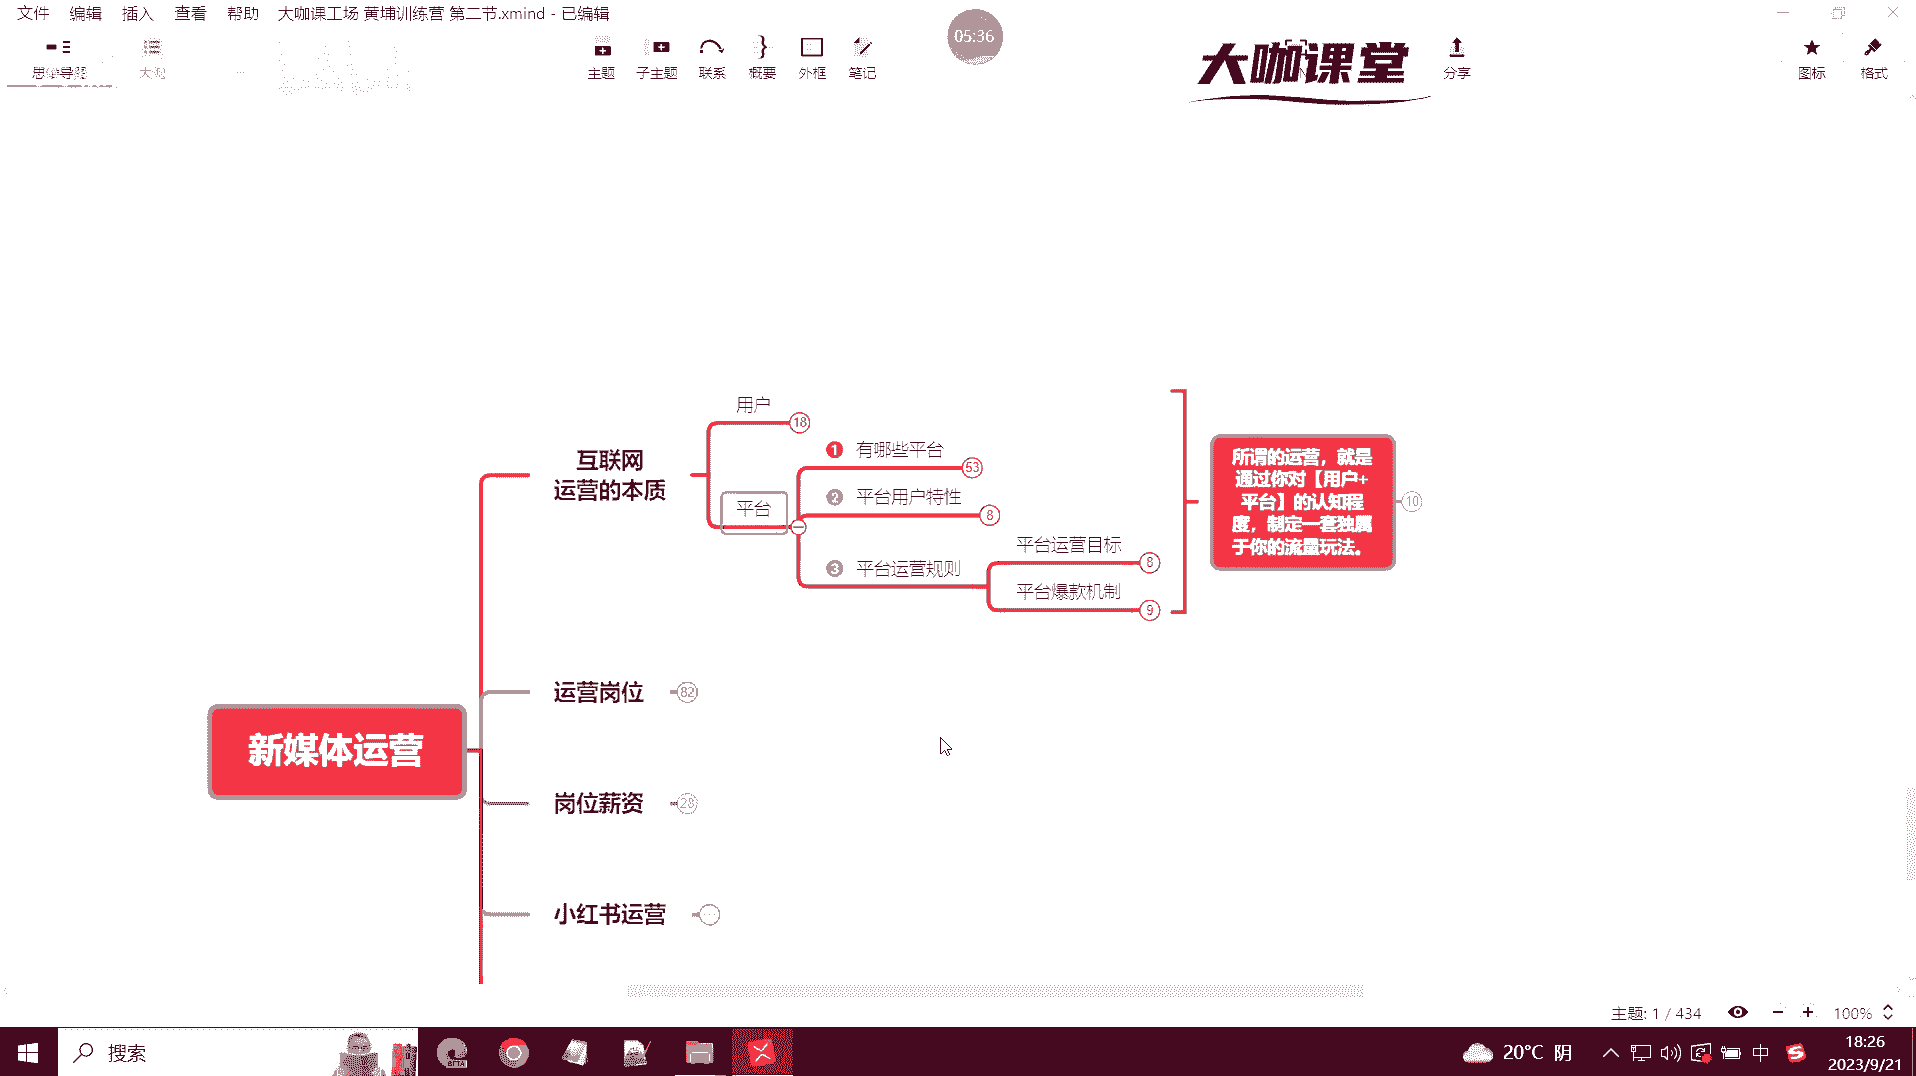 文件 编辑 插入 查看 帮助 大咖课工场 黄埔训练营 第二节.xmind - 已编辑
思维导图
大纲
主题
子主题
联系
概要
外框
笔记
05:36
大咖课堂
分享
图标
格式
用户
18
互联网
运营的本质
平台
1 有哪些平台
53
2 平台用户特性
8
3 平台运营规则
平台运营目标
8
平台爆款机制
9
所谓的运营，就是
通过你对【用户+
平台】的认知程
度，制定一套独属
于你的流量玩法。
10
运营岗位
82
新媒体运营
岗位薪资
28
小红书运营
主题: 1 / 434
100%
搜索
BETA
20°C 阴
中
18:26
2023/9/21